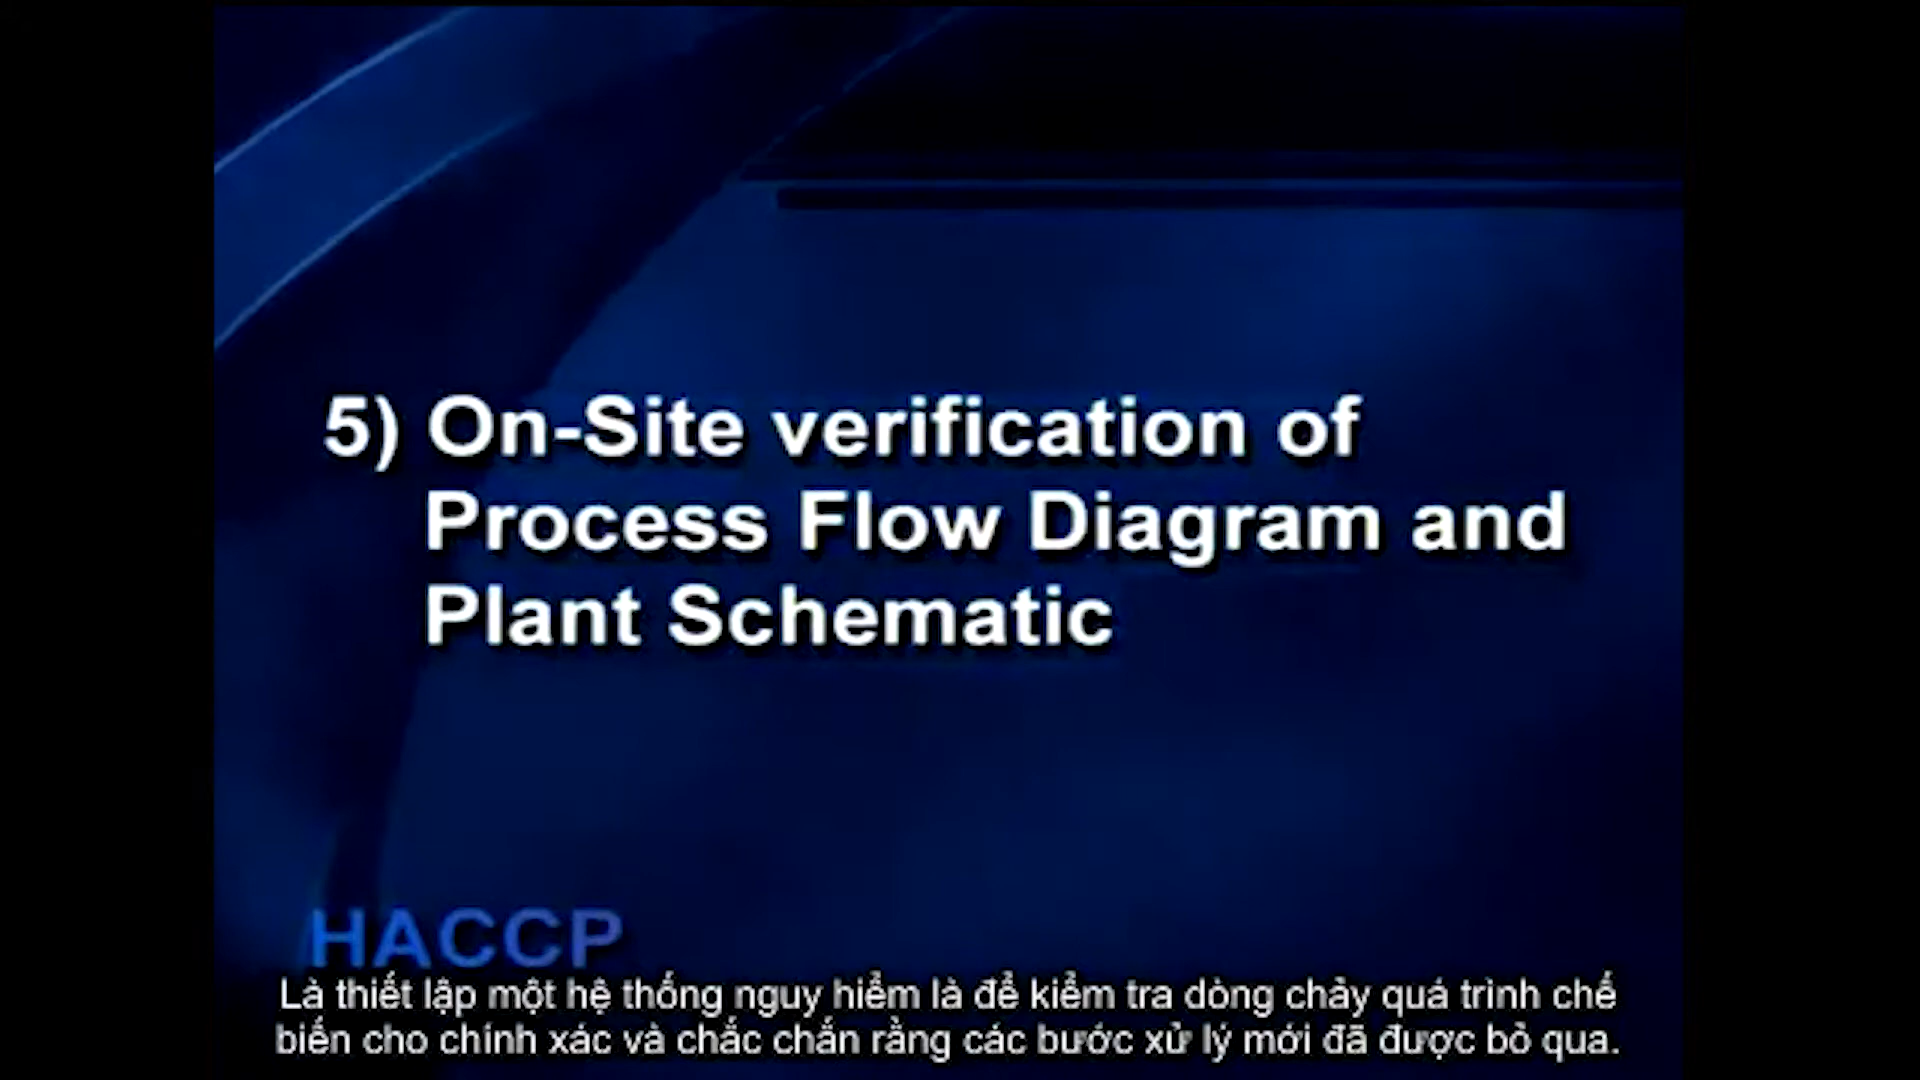 5) On-Site verification of
Process Flow Diagram and
Plant Schematic
HACCP
Là thiết lập một hệ thống nguy hiểm là để kiểm tra dòng chảy quá trình chế
biến cho chính xác và chắc chắn rằng các bước xử lý mới đã được bỏ qua.